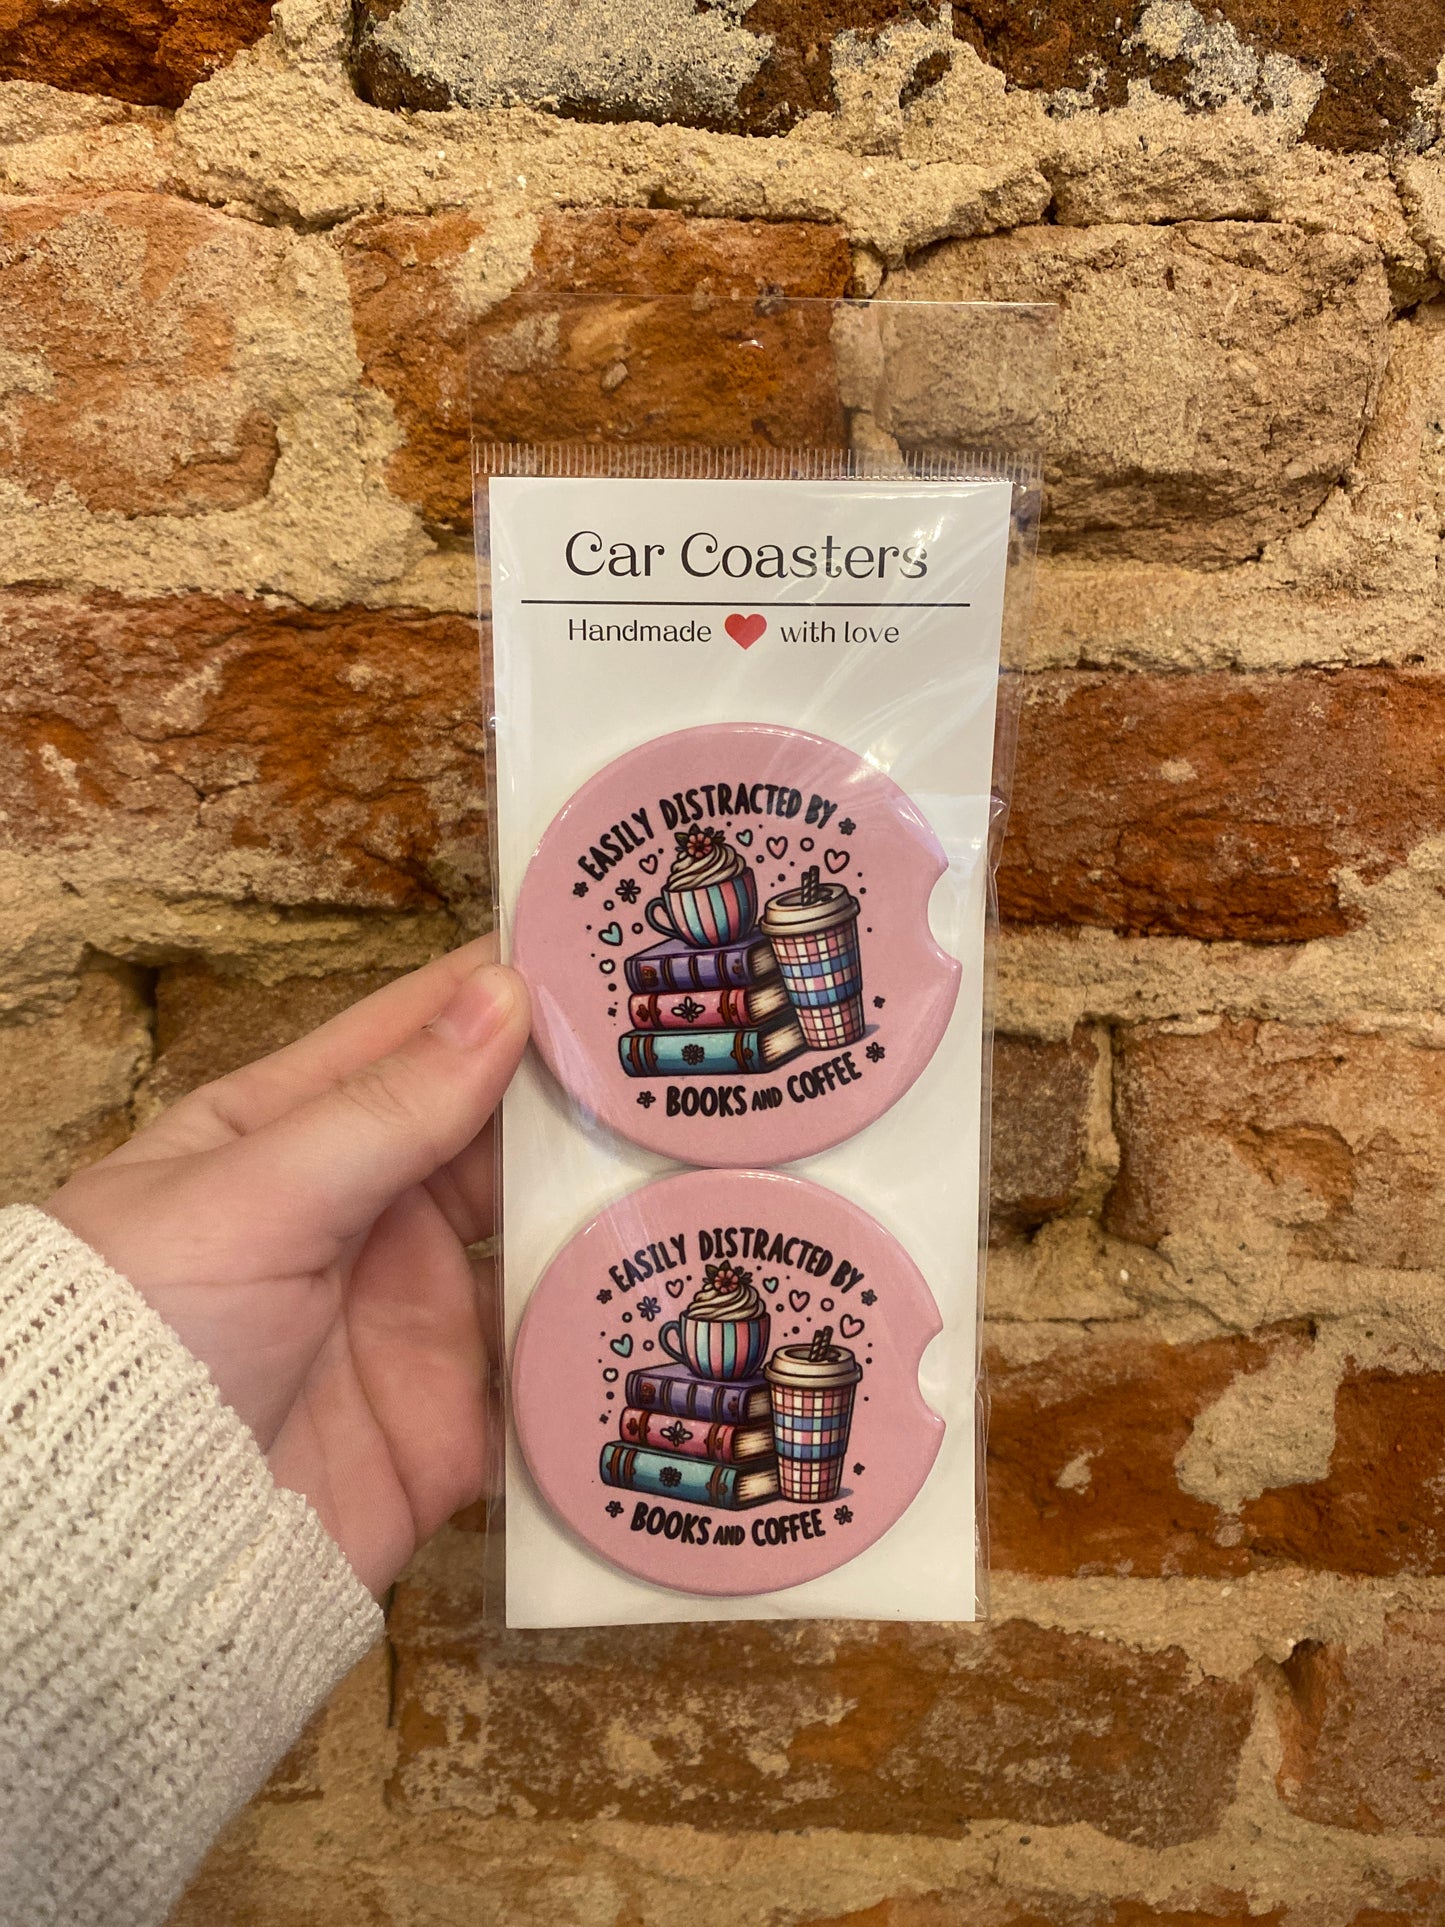 Car Coasters
Handmade ❤ with love
EASILY DISTRACTED BY
BOOKS AND COFFEE
EASILY DISTRACTED BY
BOOKS AND COFFEE